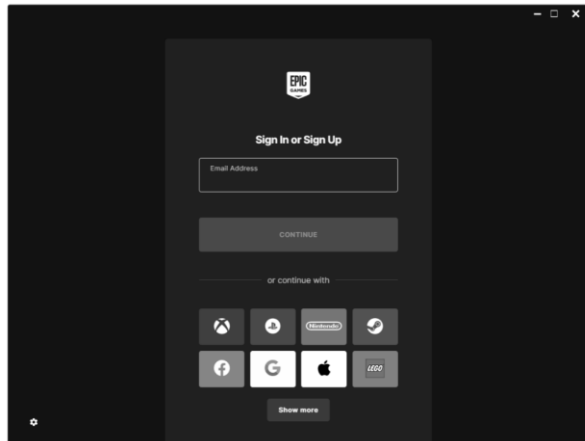 EPIC
GAMES
Sign In or Sign Up
Email Address
CONTINUE
or continue with
Nintendo
G
LEGO
Show more